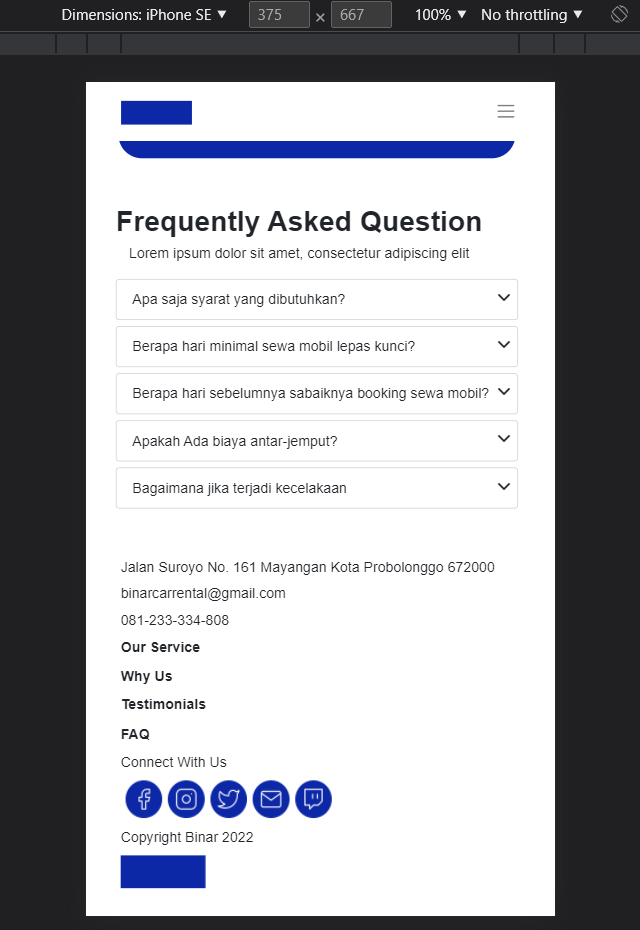 Dimensions: iPhone SE ▼ 375 × 667 100% ▼ No throttling ▼
Frequently Asked Question
Lorem ipsum dolor sit amet, consectetur adipiscing elit
Apa saja syarat yang dibutuhkan?
Berapa hari minimal sewa mobil lepas kunci?
Berapa hari sebelumnya sabaiknya booking sewa mobil?
Apakah Ada biaya antar-jemput?
Bagaimana jika terjadi kecelakaan
Jalan Suroyo No. 161 Mayangan Kota Probolonggo 672000
binarcarrental@gmail.com
081-233-334-808
Our Service
Why Us
Testimonials
FAQ
Connect With Us
Copyright Binar 2022